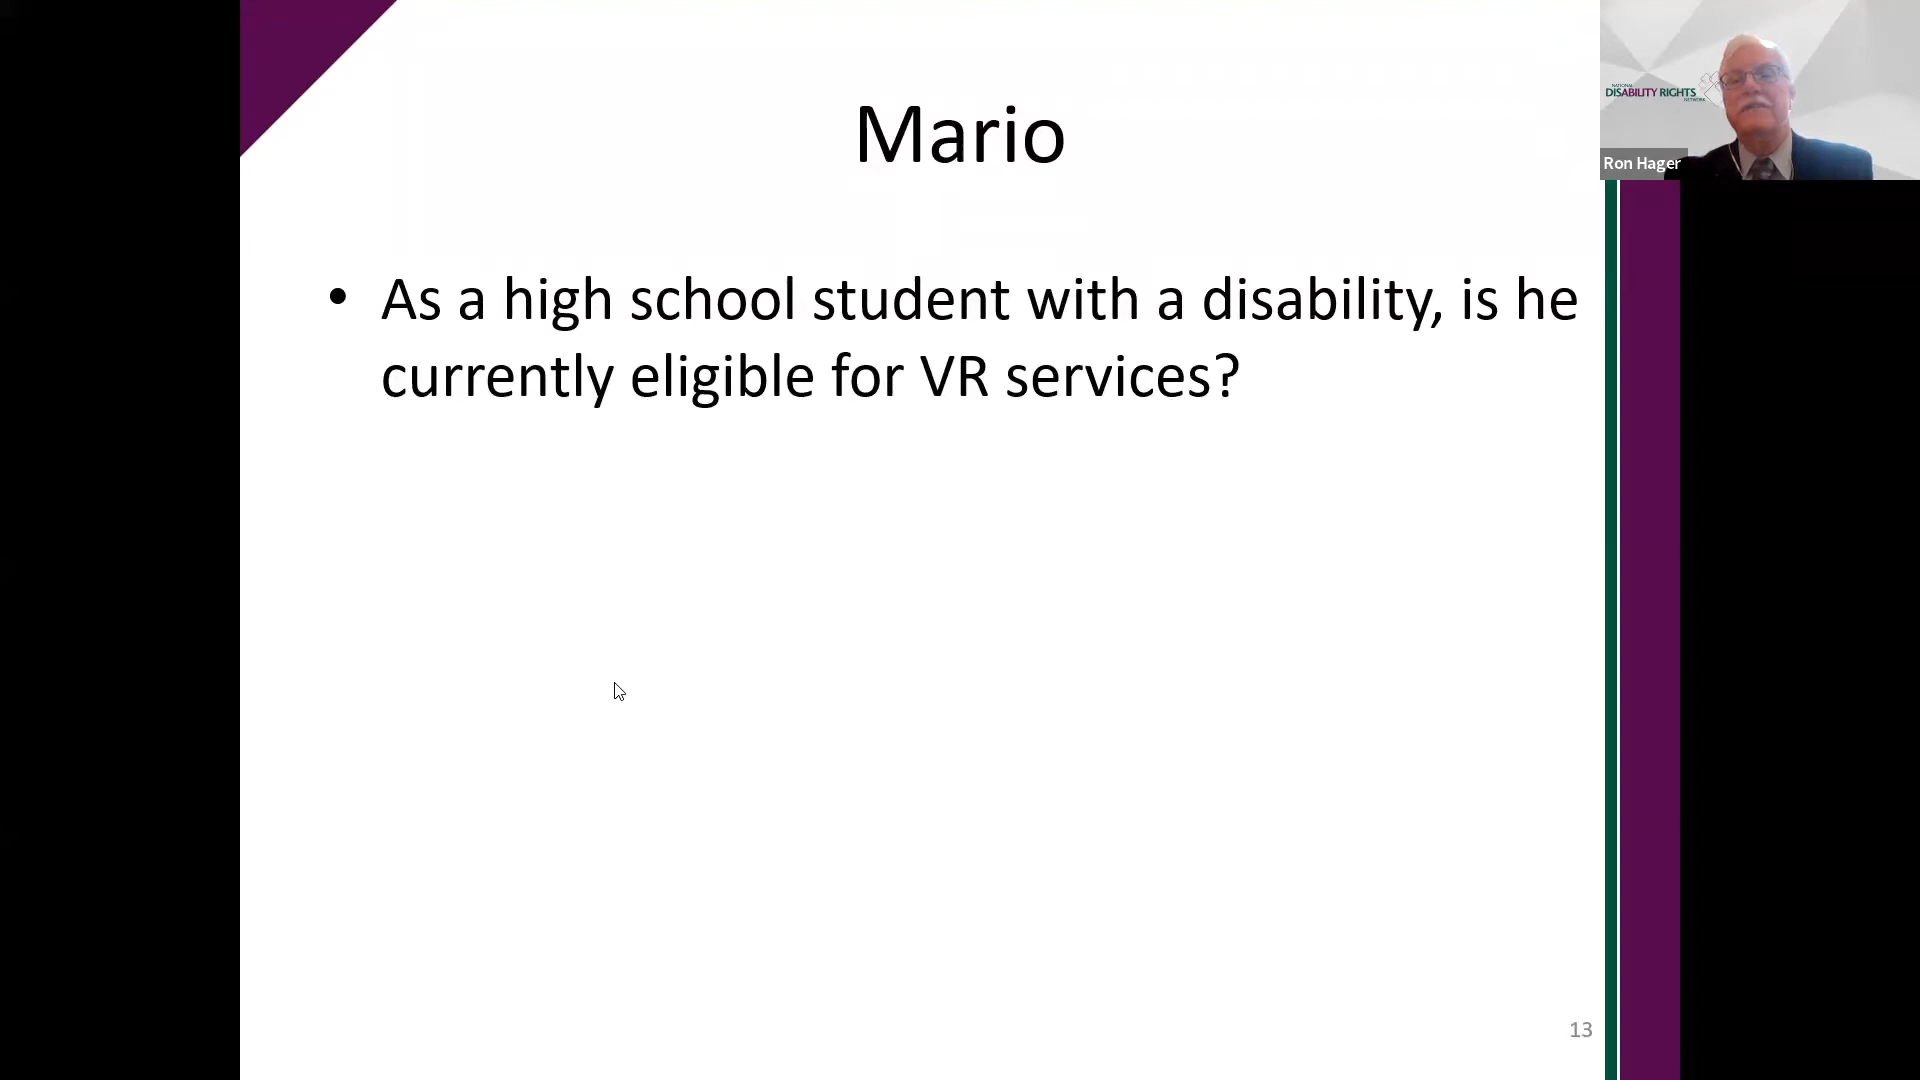 Mario
• As a high school student with a disability, is he
currently eligible for VR services?
13
NATIONAL
DISABILITY RIGHTS
NETWORK
Ron Hager